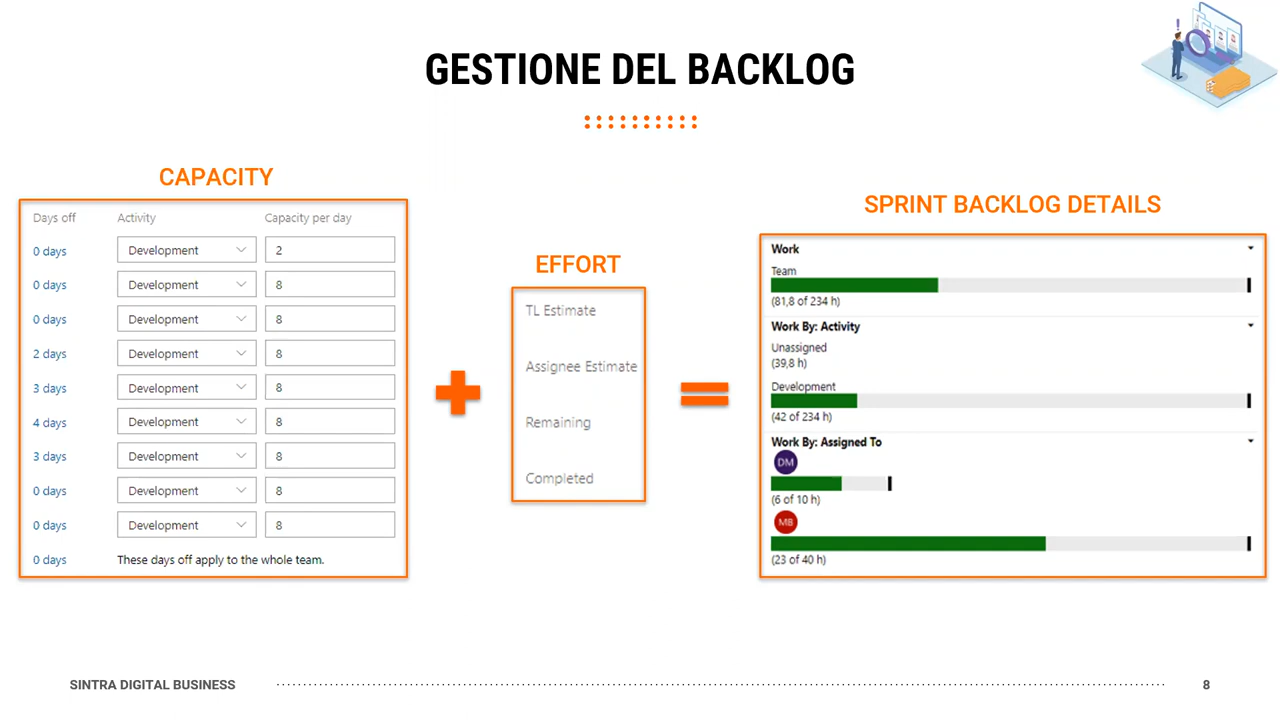 GESTIONE DEL BACKLOG
CAPACITY
Days off Activity Capacity per day
0 days Development 2
0 days Development 8
0 days Development 8
2 days Development 8
3 days Development 8
4 days Development 8
3 days Development 8
0 days Development 8
0 days Development 8
0 days These days off apply to the whole team.
EFFORT
TL Estimate
Assignee Estimate
Remaining
Completed
SPRINT BACKLOG DETAILS
Work
Team
(81,8 of 234 h)
Work By: Activity
Unassigned
(39,8 h)
Development
(42 of 234 h)
Work By: Assigned To
DM
(6 of 10 h)
MB
(23 of 40 h)
SINTRA DIGITAL BUSINESS 8